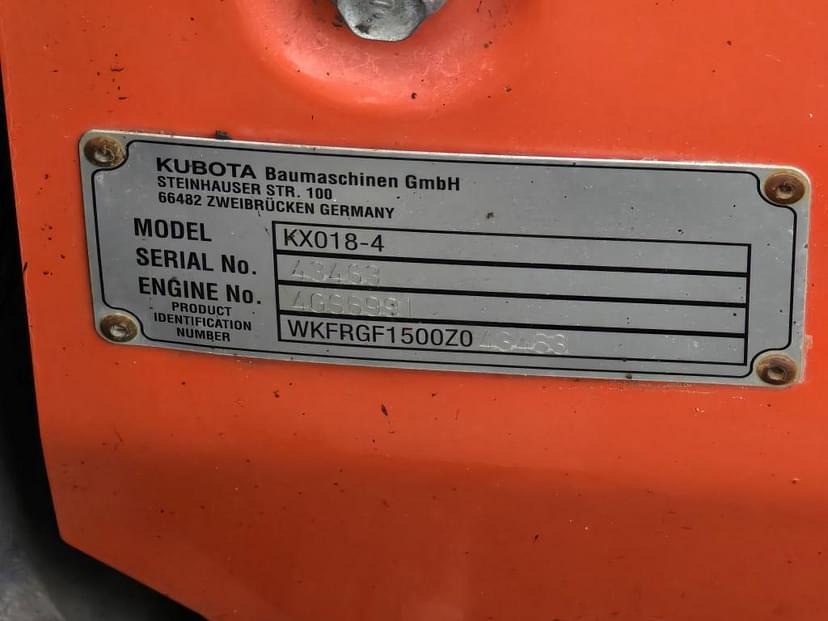 KUBOTA Baumaschinen GmbH
STEINHAUSER STR. 100
66482 ZWEIBRÜCKEN GERMANY
MODEL KX018-4
SERIAL No. 43463
ENGINE No. 4GS6991
PRODUCT
IDENTIFICATION
NUMBER WKFRGF1500Z043463